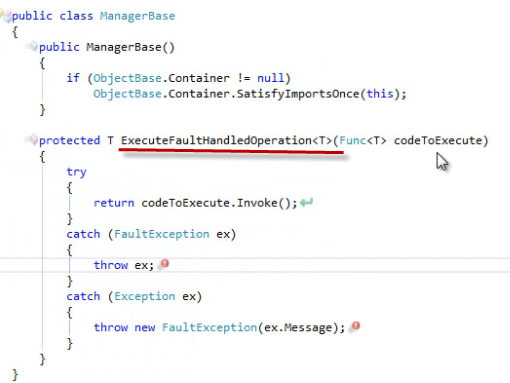 public class ManagerBase
{
public ManagerBase()
{
if (ObjectBase.Container != null)
ObjectBase.Container.SatisfyImportsOnce(this);
}
protected T ExecuteFaultHandledOperation<T>(Func<T> codeToExecute)
{
try
{
return codeToExecute.Invoke();
}
catch (FaultException ex)
{
throw ex;
}
catch (Exception ex)
{
throw new FaultException(ex.Message);
}
}
}